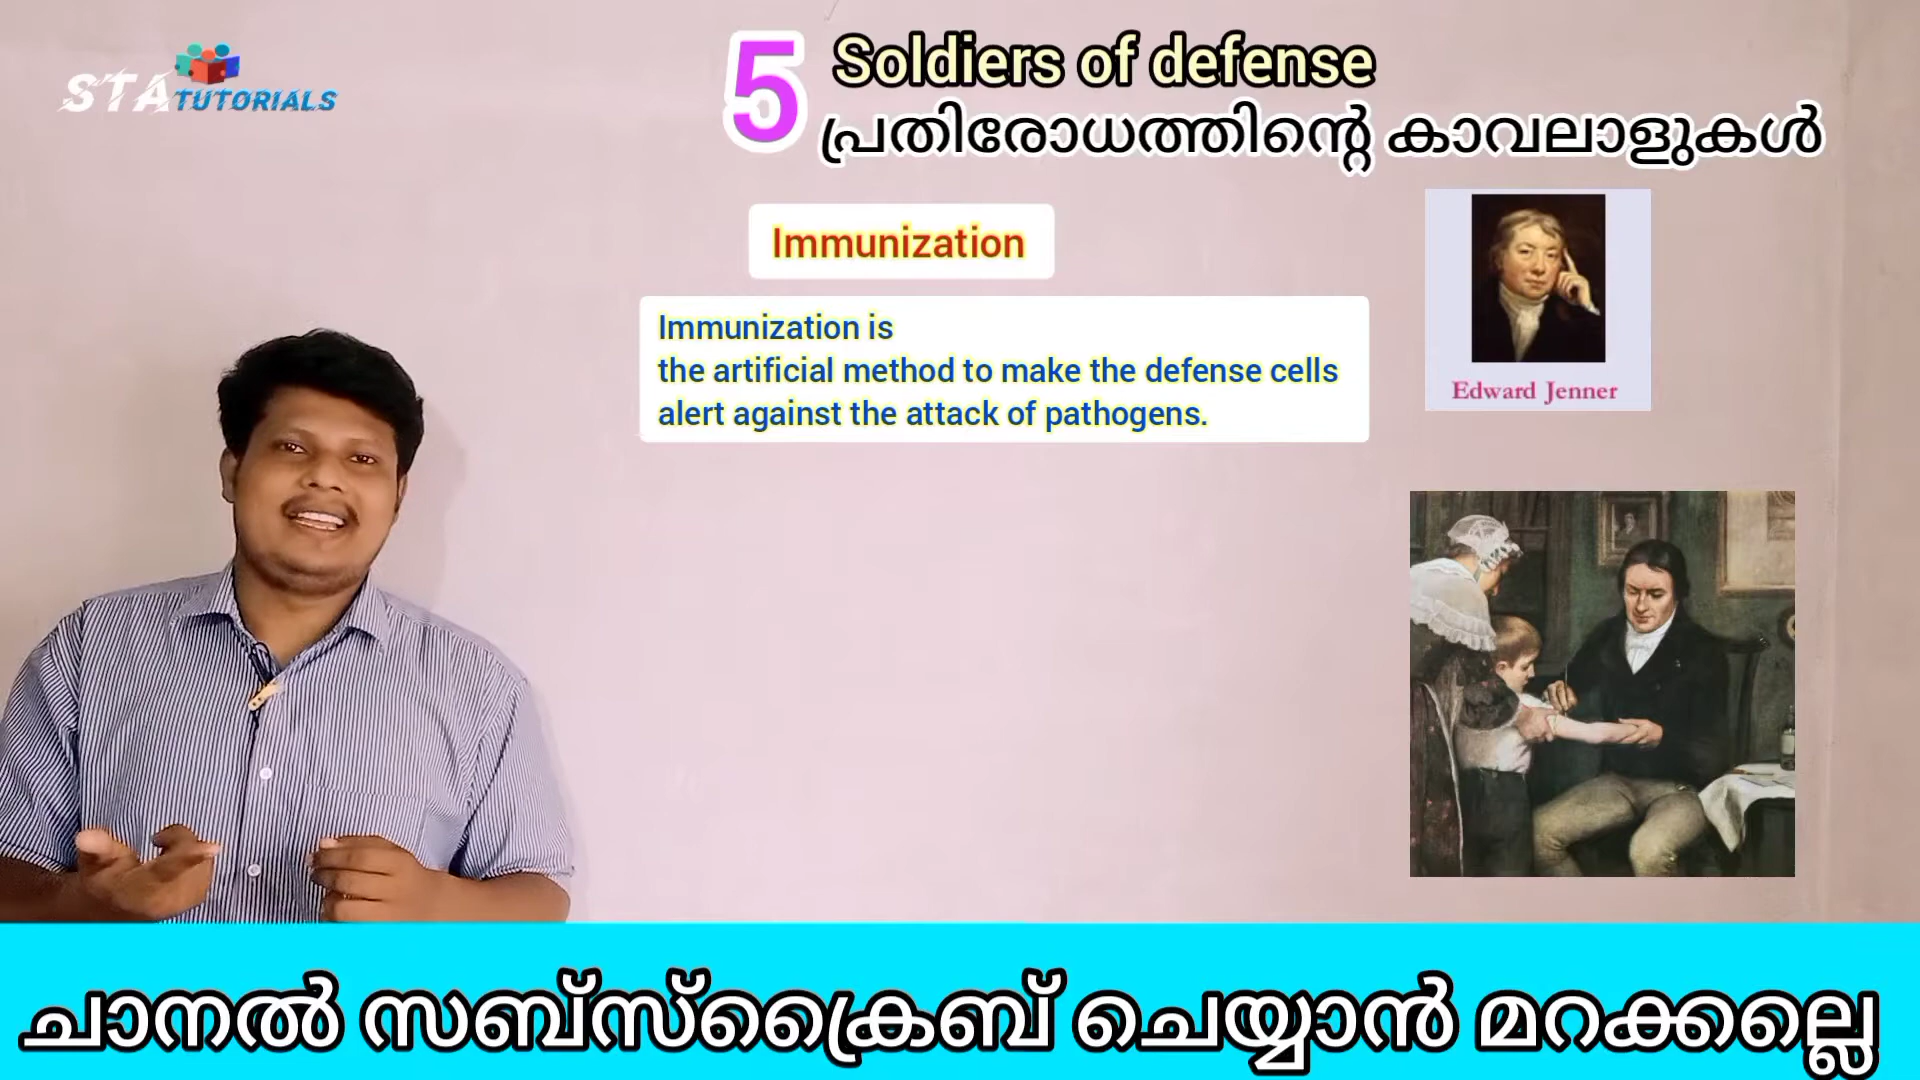 STA TUTORIALS
5 Soldiers of defense
പ്രതിരോധത്തിന്റെ കാവലാളുകൾ
Immunization
Immunization is
the artificial method to make the defense cells
alert against the attack of pathogens.
Edward Jenner
ചാനൽ സബ്സ്ക്രൈബ് ചെയ്യാൻ മറക്കല്ലെ